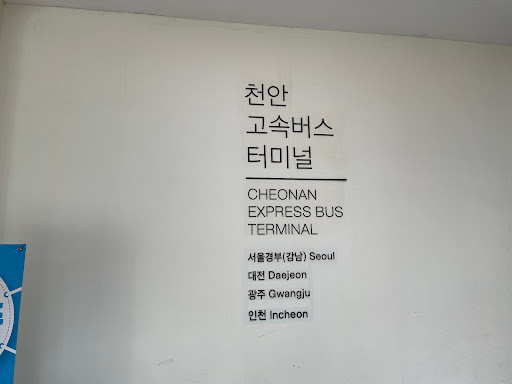 천안
고속버스
터미널
CHEONAN
EXPRESS BUS
TERMINAL
서울경부(강남) Seoul
대전 Daejeon
광주 Gwangju
인천 Incheon